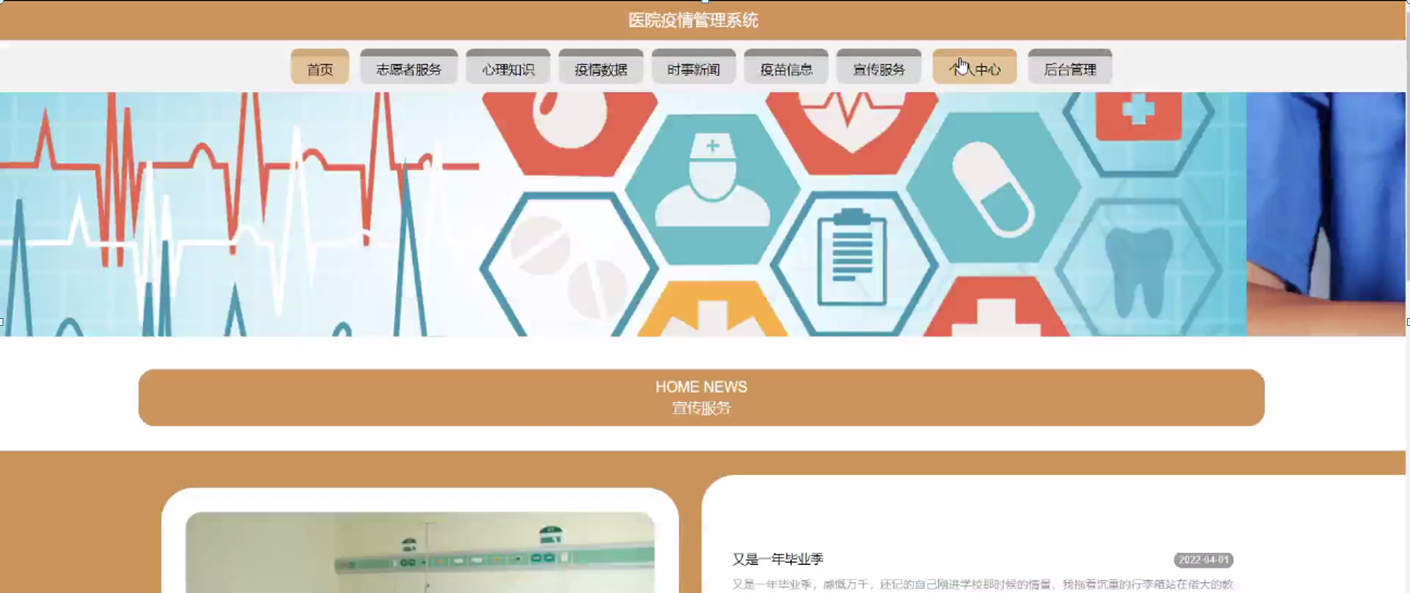 医院疫情管理系统
首页 志愿者服务 心理知识 疫情数据 时事新闻 疫苗信息 宣传服务 个人中心 后台管理
HOME NEWS
宣传服务
又是一年毕业季 2022-04-01
又是一年毕业季，感慨万千，还记的自己刚进学校那时候的情景，我拖着沉重的行李箱站在偌大的教